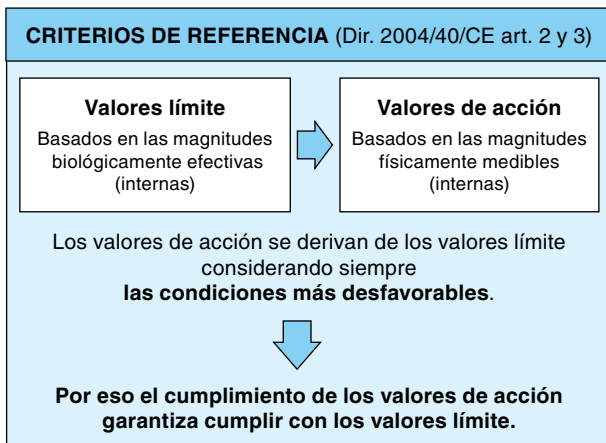 CRITERIOS DE REFERENCIA (Dir. 2004/40/CE art. 2 y 3)
Valores límite
Basados en las magnitudes
biológicamente efectivas
(internas)
Valores de acción
Basados en las magnitudes
físicamente medibles
(internas)
Los valores de acción se derivan de los valores límite
considerando siempre
las condiciones más desfavorables.
Por eso el cumplimiento de los valores de acción
garantiza cumplir con los valores límite.